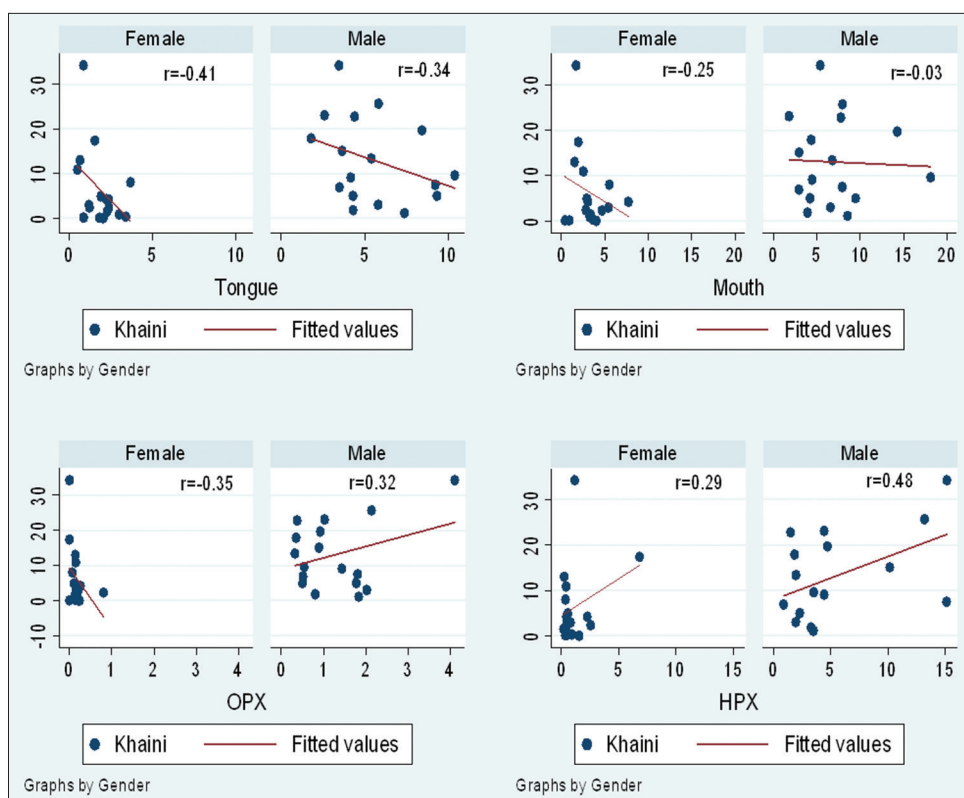 Female Male
r=-0.41 r=-0.34
0 10 20 30
0 5 10 0 5 10
Tongue
Khaini Fitted values
Graphs by Gender
Female Male
r=-0.25 r=-0.03
0 10 20 30
0 5 10 15 20 0 5 10 15 20
Mouth
Khaini Fitted values
Graphs by Gender
Female Male
r=-0.35 r=0.32
-10 0 10 20 30
0 1 2 3 4 0 1 2 3 4
OPX
Khaini Fitted values
Graphs by Gender
Female Male
r=0.29 r=0.48
0 10 20 30
0 5 10 15 0 5 10 15
HPX
Khaini Fitted values
Graphs by Gender